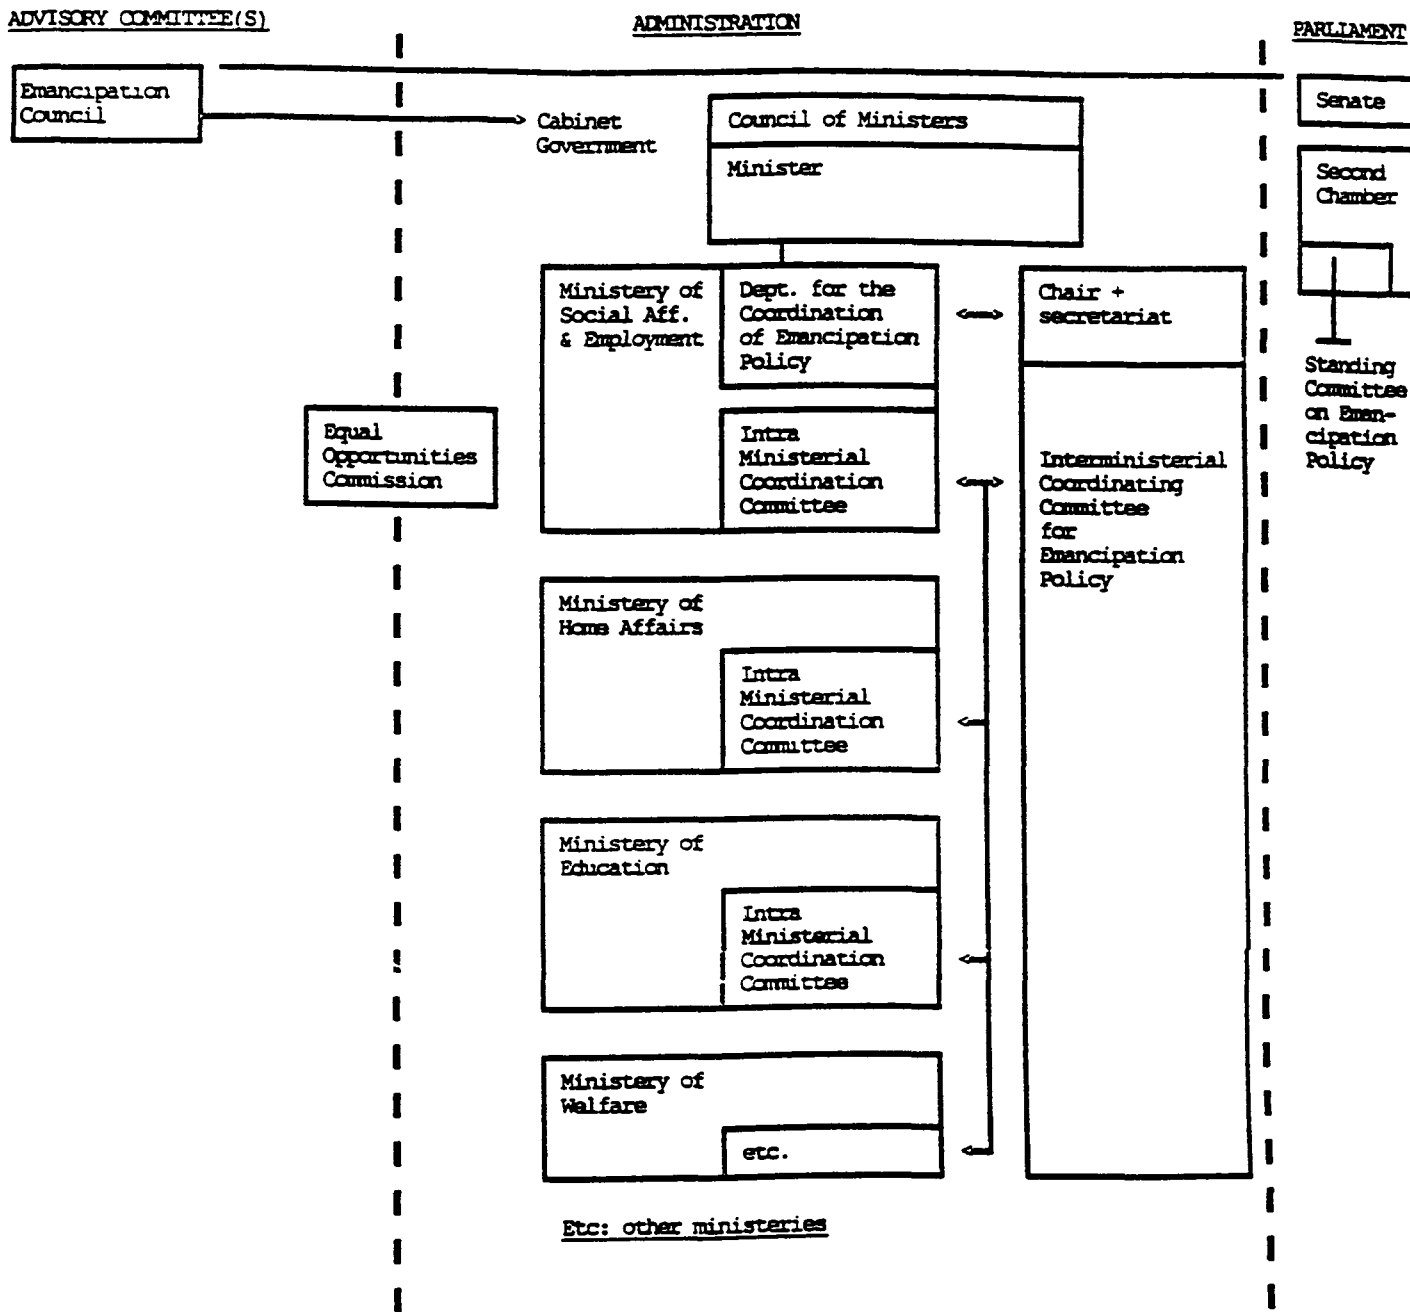 ADVISORY COMMITTEE(S)
ADMINISTRATION
PARLIAMENT
Emancipation
Council
Cabinet
Government
Council of Ministers
Minister
Senate
Second
Chamber
Standing
Committee
on Eman-
cipation
Policy
Ministery of
Social Aff.
& Employment
Dept. for the
Coordination
of Emancipation
Policy
Chair +
secretariat
Equal
Opportunities
Commission
Intra
Ministerial
Coordination
Committee
Interministerial
Coordinating
Committee
for
Emancipation
Policy
Ministery of
Home Affairs
Intra
Ministerial
Coordination
Committee
Ministery of
Education
Intra
Ministerial
Coordination
Committee
Ministery of
Welfare
etc.
Etc: other ministeries